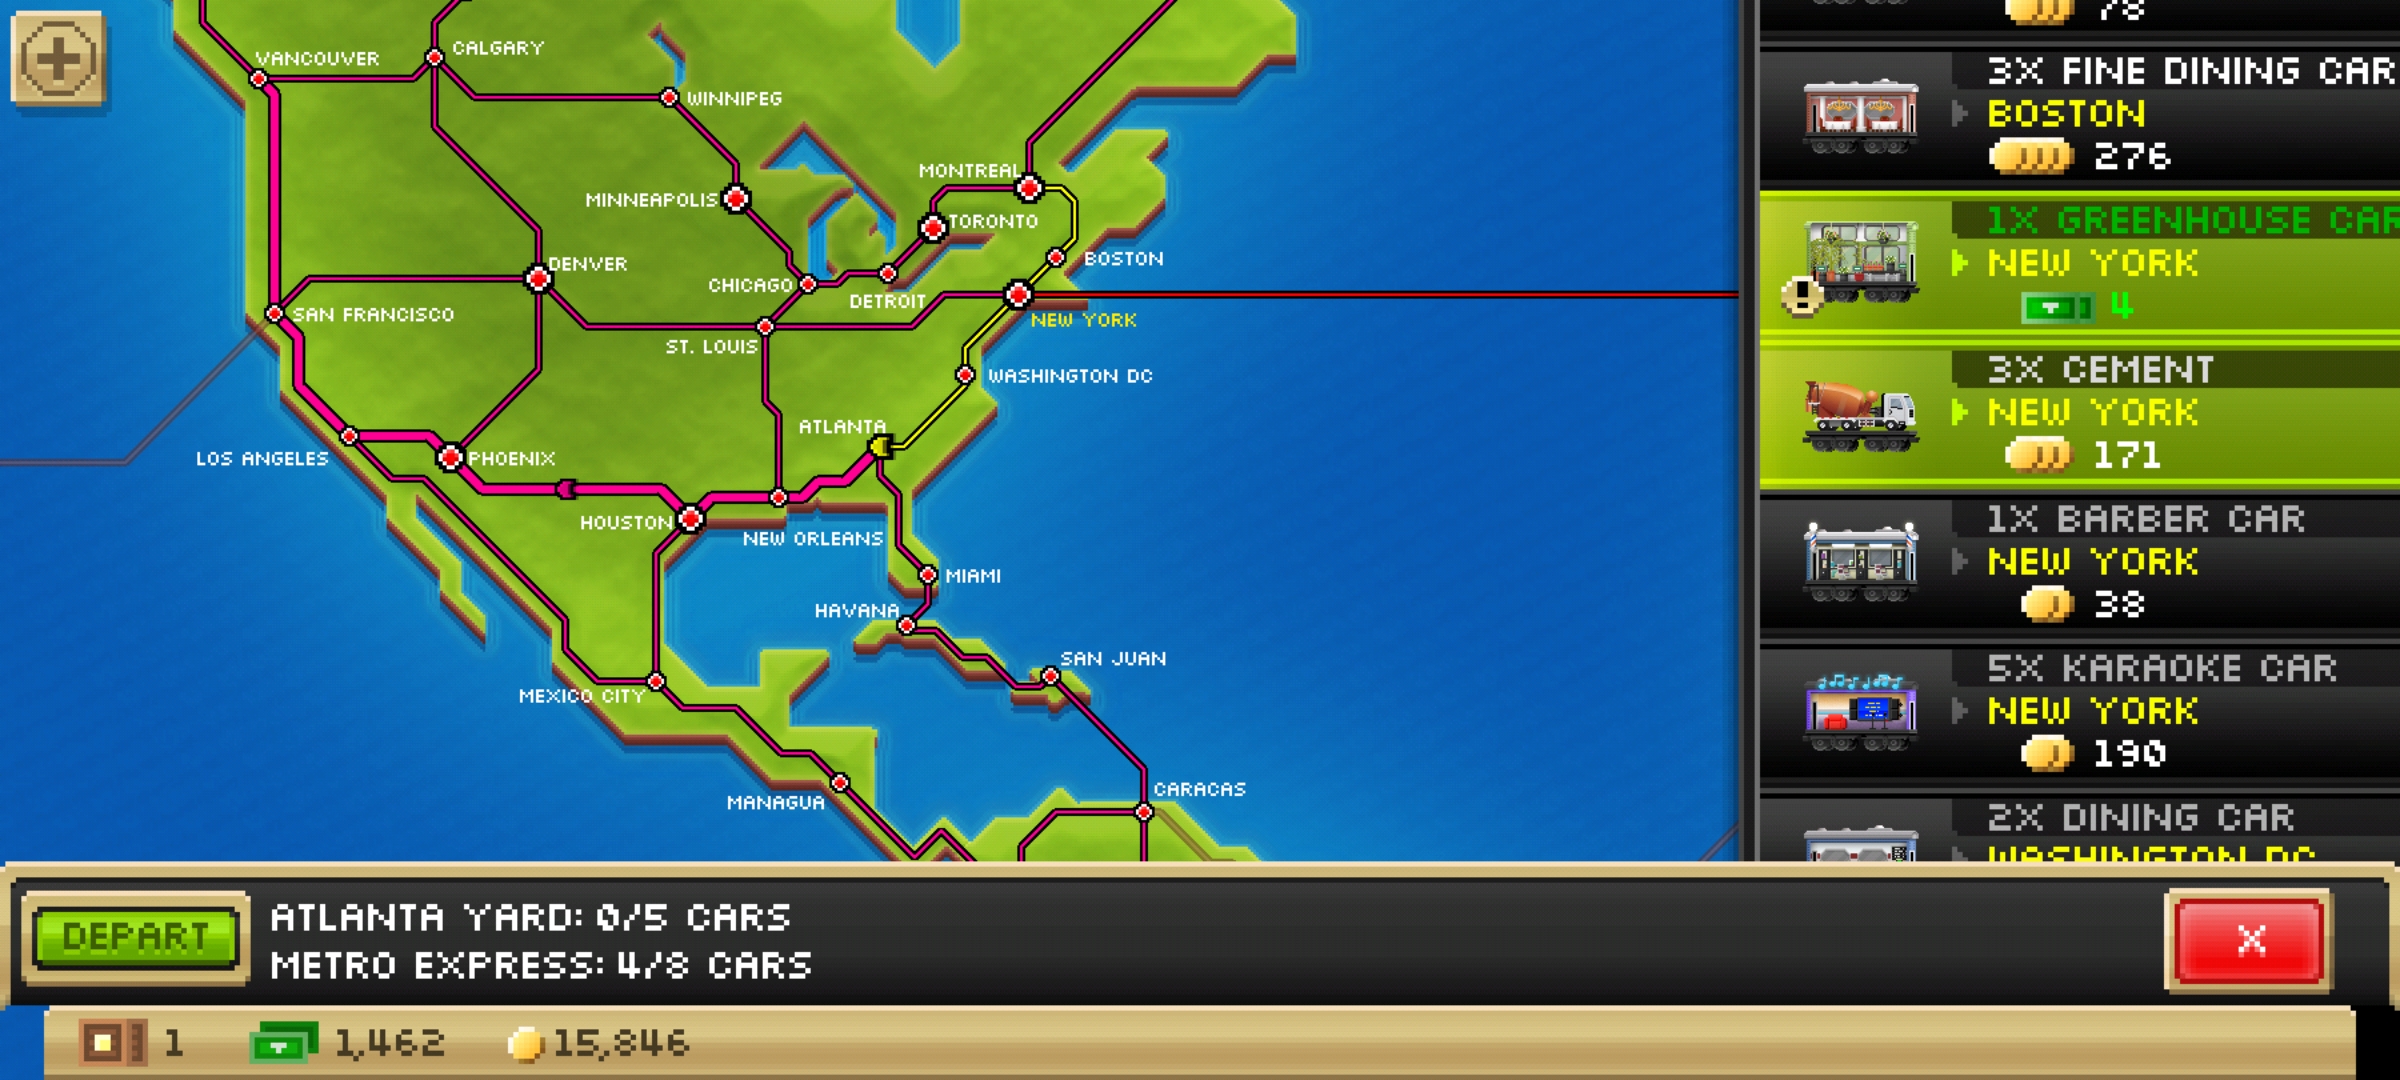 VANCOUVER
CALGARY
WINNIPEG
MINNEAPOLIS
MONTREAL
TORONTO
BOSTON
DENVER
CHICAGO
DETROIT
SAN FRANCISCO
NEW YORK
ST. LOUIS
WASHINGTON DC
ATLANTA
LOS ANGELES
PHOENIX
HOUSTON
NEW ORLEANS
MIAMI
HAVANA
SAN JUAN
MEXICO CITY
MANAGUA
CARACAS
78
3X FINE DINING CAR
BOSTON
276
1X GREENHOUSE CAR
NEW YORK
4
3X CEMENT
NEW YORK
171
1X BARBER CAR
NEW YORK
38
5X KARAOKE CAR
NEW YORK
190
2X DINING CAR
WASHINGTON DC
DEPART
ATLANTA YARD: 0/5 CARS
METRO EXPRESS: 4/8 CARS
X
1
1,462
15,846